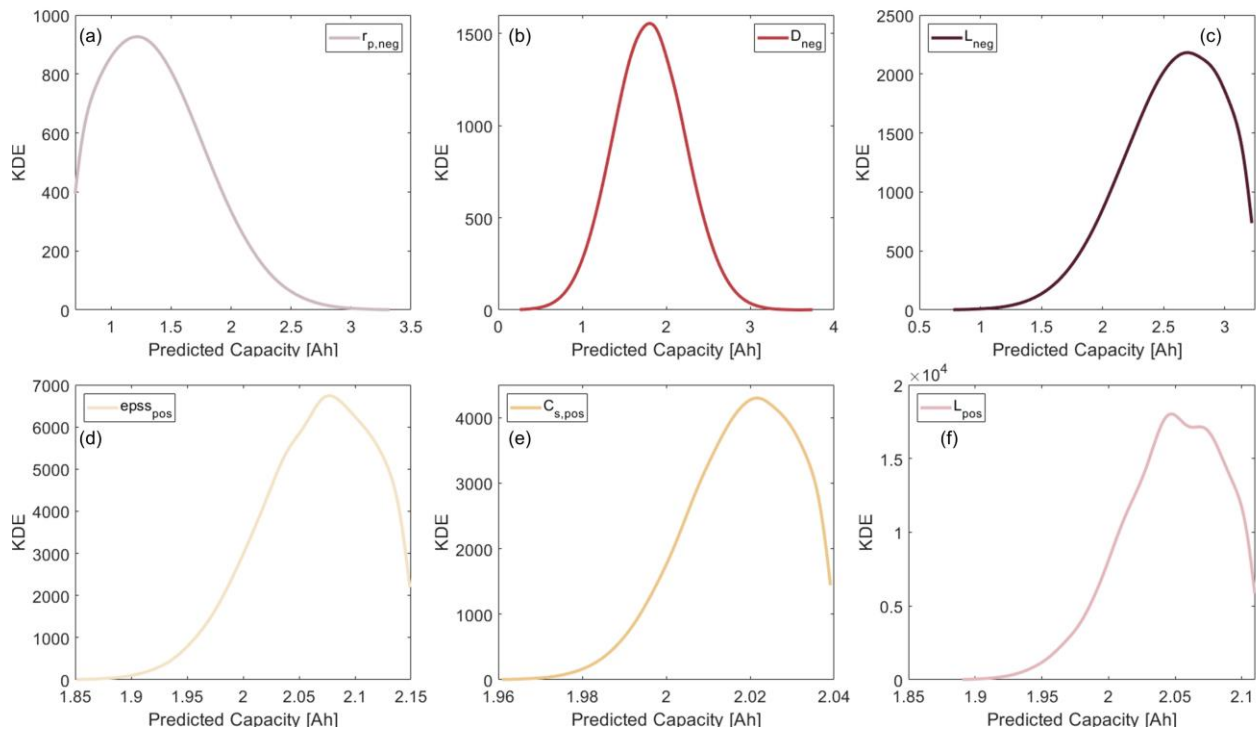 1000
800
600
400
200
0
(a)
r_p,neg
KDE
1 1.5 2 2.5 3 3.5
Predicted Capacity [Ah]
1500
1000
500
0
(b)
D_neg
KDE
0 1 2 3 4
Predicted Capacity [Ah]
2500
2000
1500
1000
500
0
L_neg
(c)
KDE
0.5 1 1.5 2 2.5 3
Predicted Capacity [Ah]
7000
6000
5000
4000
3000
2000
1000
0
epss_pos
(d)
KDE
1.85 1.9 1.95 2 2.05 2.1 2.15
Predicted Capacity [Ah]
4000
3000
2000
1000
0
C_s,pos
(e)
KDE
1.96 1.98 2 2.02 2.04
Predicted Capacity [Ah]
×10^4
2
1.5
1
0.5
0
L_pos
(f)
KDE
1.85 1.9 1.95 2 2.05 2.1
Predicted Capacity [Ah]